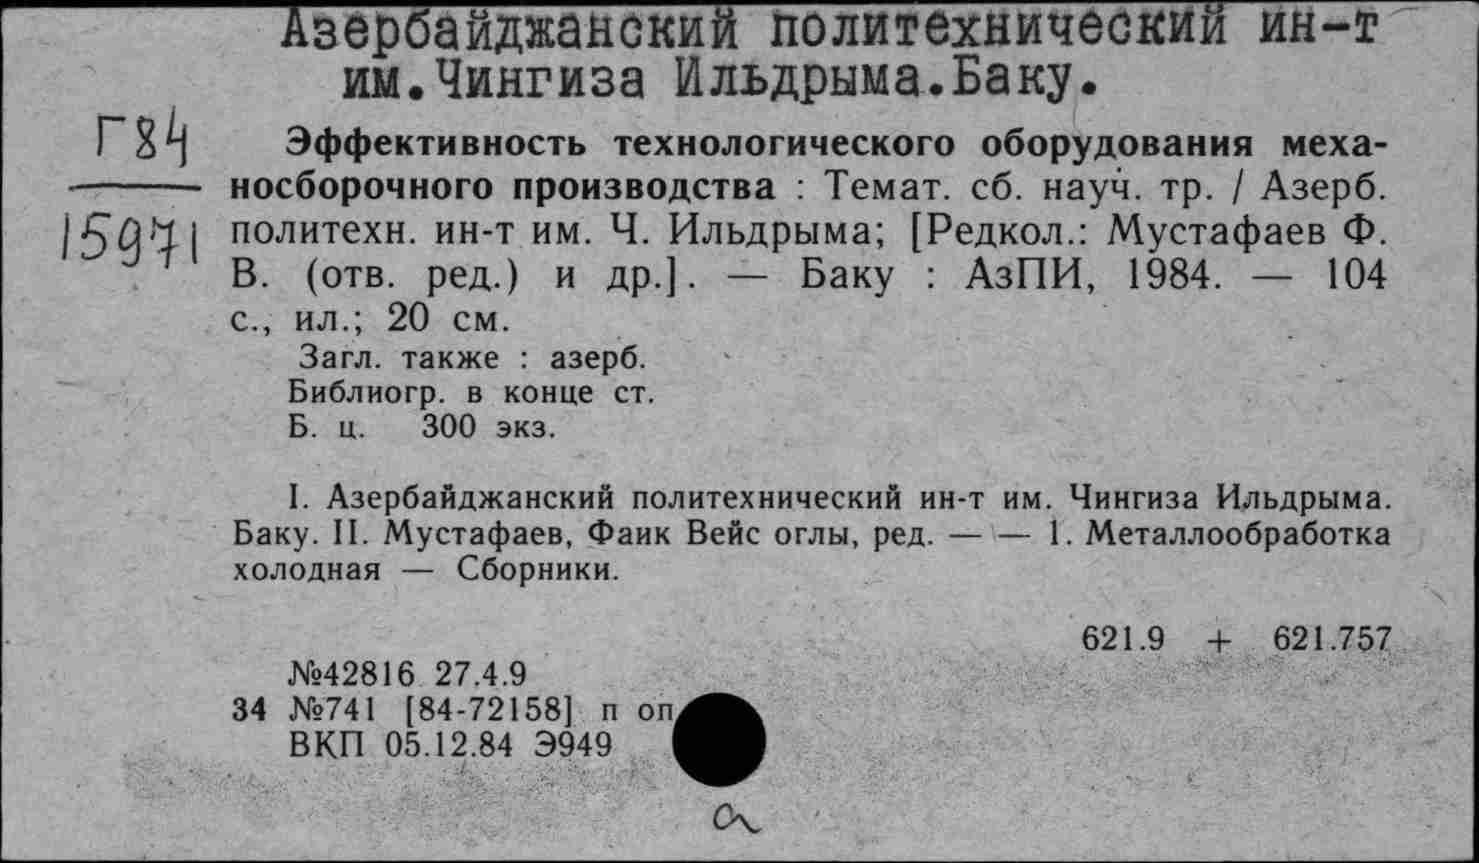 Азербайджанский политехнический ин-т
им.Чингиза Ильдрыма.Баку.
Г84
15971
Эффективность технологического оборудования меха-
носборочного производства : Темат. сб. науч. тр. / Азерб.
политехн. ин-т им. Ч. Ильдрыма; [Редкол.: Мустафаев Ф.
В. (отв. ред.) и др.]. — Баку : АзПИ, 1984. — 104
с., ил.; 20 см.
Загл. также : азерб.
Библиогр. в конце ст.
Б. ц. 300 экз.
I. Азербайджанский политехнический ин-т им. Чингиза Ильдрыма.
Баку. II. Мустафаев, Фаик Вейс оглы, ред. — — 1. Металлообработка
холодная — Сборники.
621.9 + 621.757
№42816 27.4.9
34 №741 [84-72158] п оп
ВКП 05.12.84 Э949